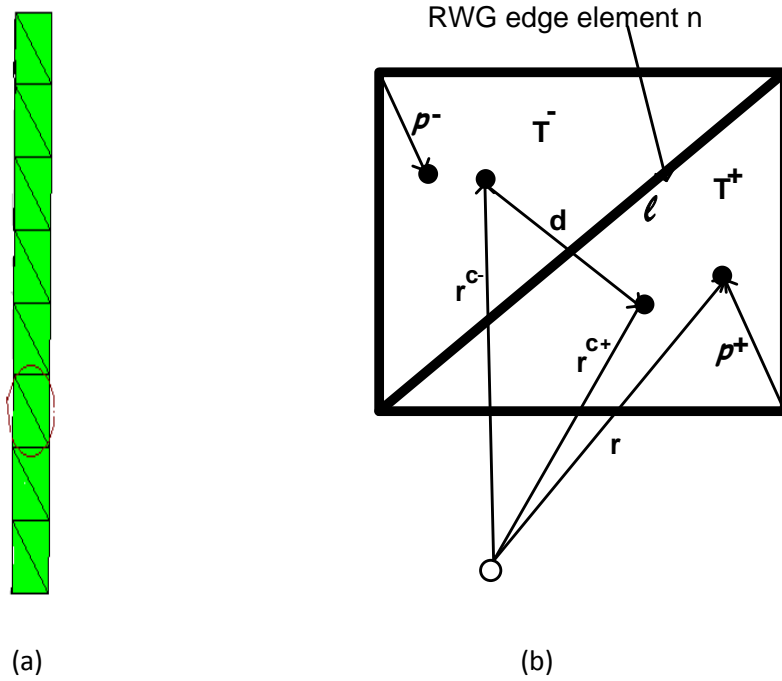 RWG edge element n
p-
T-
T+
ℓ
d
r^c-
r^c+
p+
r
(a)
(b)